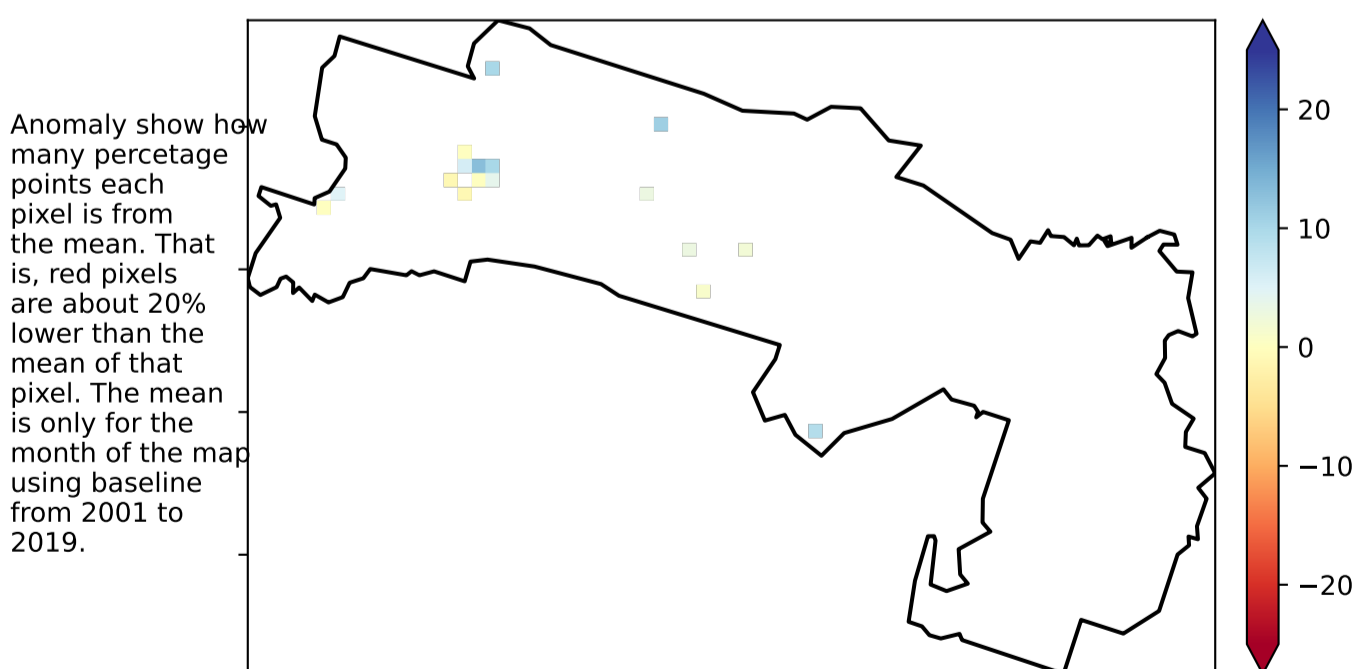 Anomaly show how
many percetage
points each
pixel is from
the mean. That
is, red pixels
are about 20%
lower than the
mean of that
pixel. The mean
is only for the
month of the map
using baseline
from 2001 to
2019.
20
10
0
−10
−20